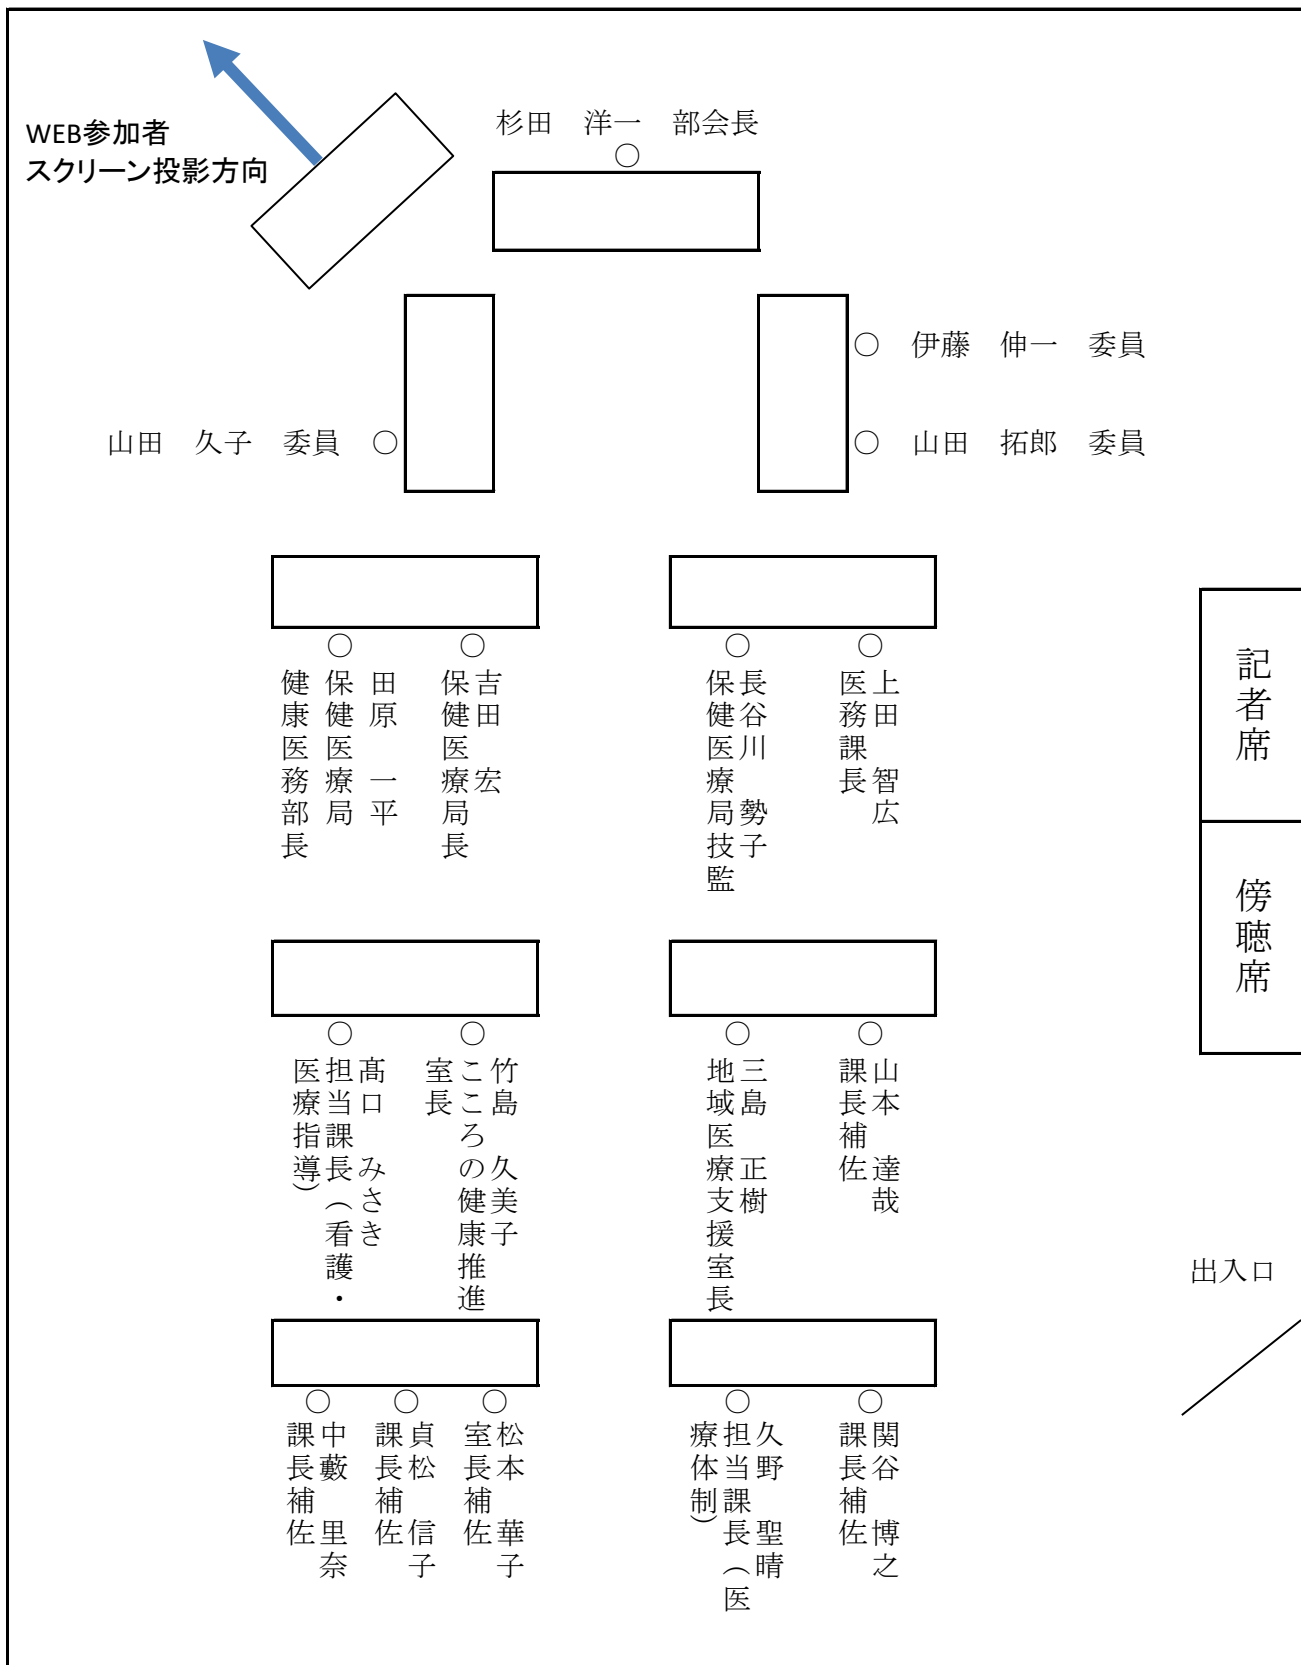 WEB参加者
スクリーン投影方向
杉田　洋一　部会長
○
○　伊藤　伸一　委員
山田　久子　委員　○
○　山田　拓郎　委員
○
田原　一平
保健医療局
健康医務部長
○
吉田　宏
保健医療局長
○
長谷川　勢子
保健医療局技監
○
上田　智広
医務課長
記者席
傍聴席
○
髙口　みさき
担当課長（看護・
医療指導）
○
竹島　久美子
こころの健康推進
室長
○
三島　正樹
地域医療支援室長
○
山本　達哉
課長補佐
出入口
○
中藪　里奈
課長補佐
○
貞松　信子
課長補佐
○
松本　華子
室長補佐
○
久野　聖晴
担当課長（医
療体制）
○
関谷　博之
課長補佐